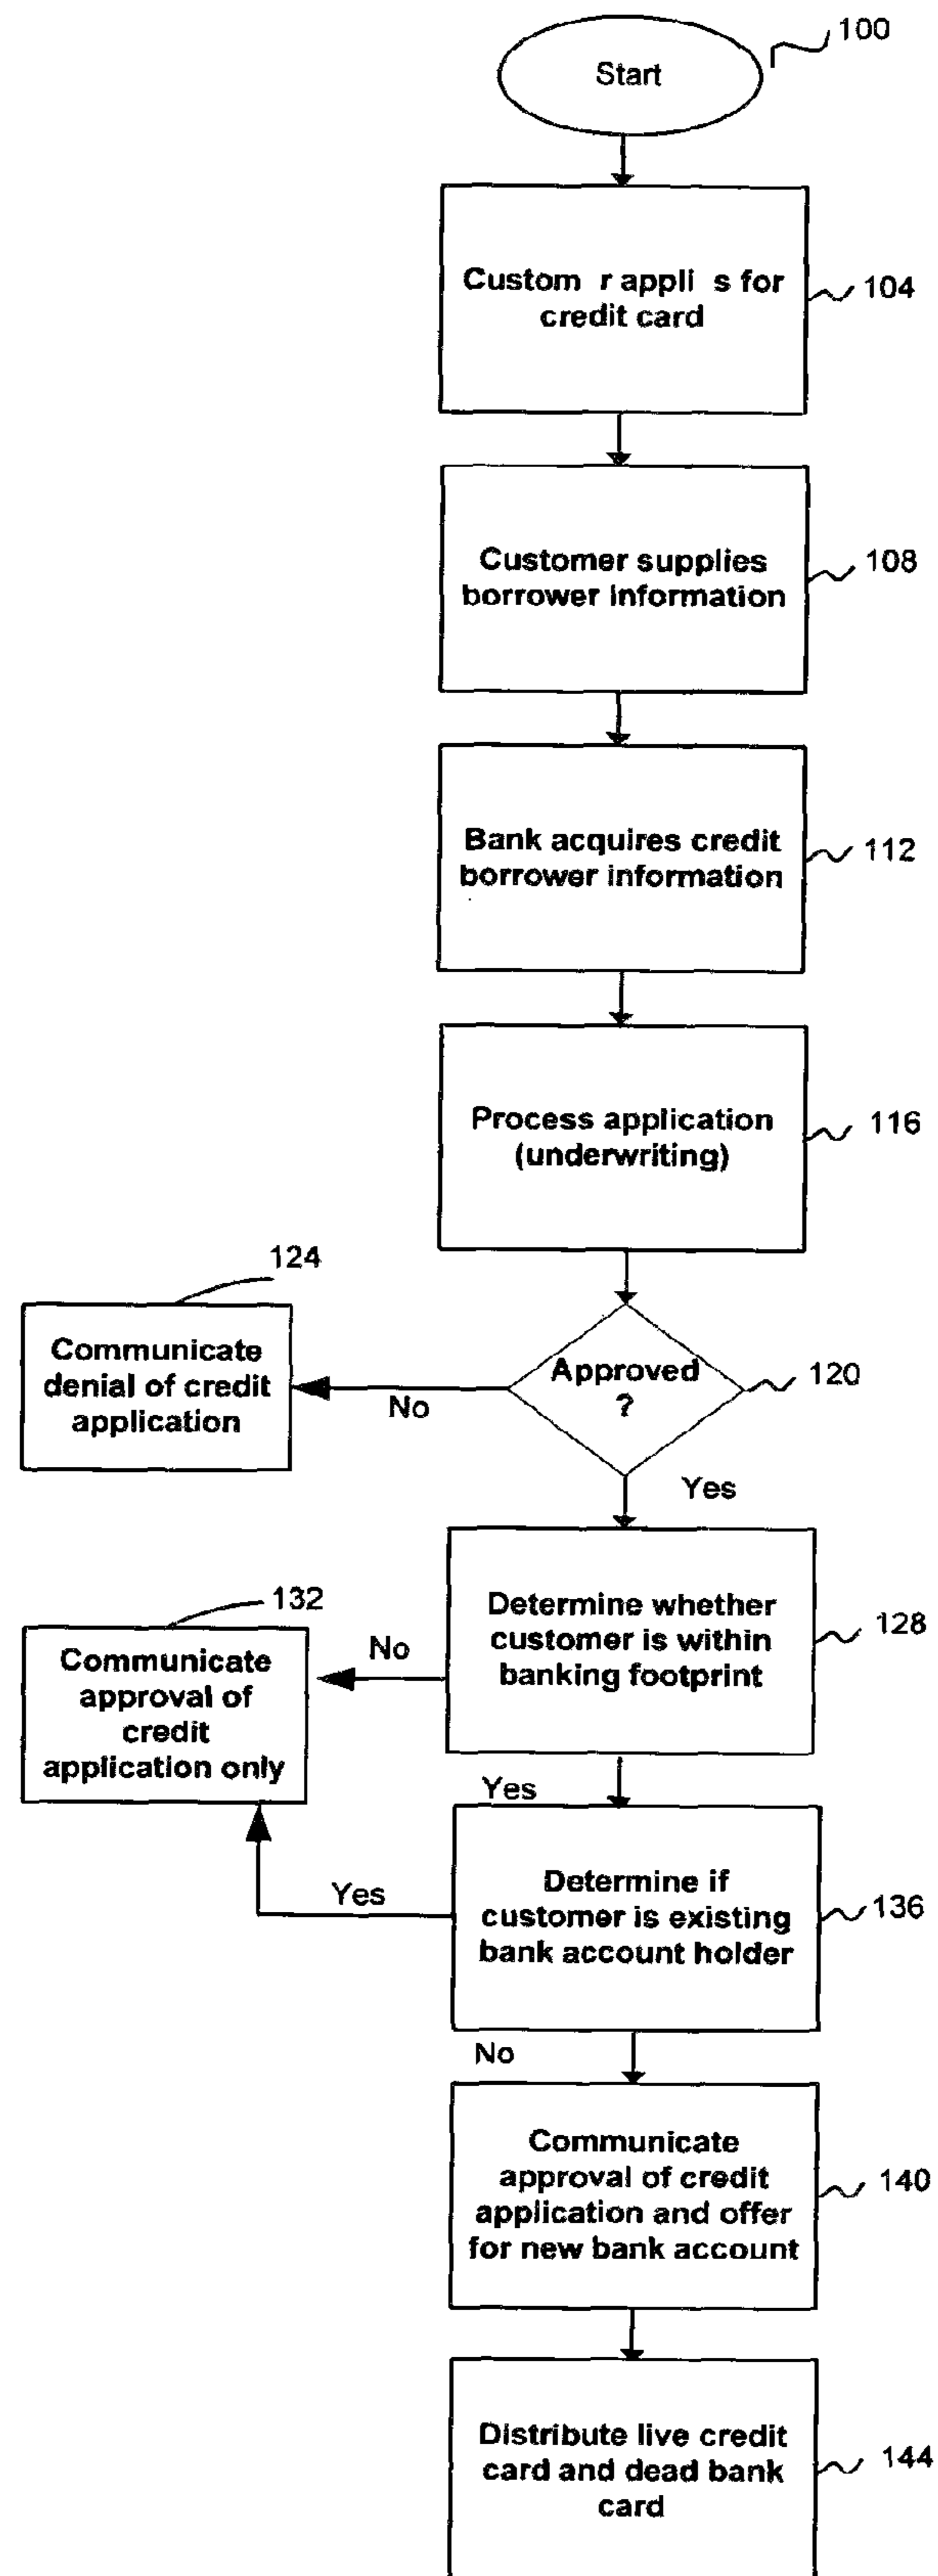 100
Start
Custom r appli s for
credit card
104
Customer supplies
borrower information
108
Bank acquires credit
borrower information
112
Process application
(underwriting)
116
124
Communicate
denial of credit
application
No
Approved
?
120
Yes
132
Communicate
approval of
credit
application only
No
Determine whether
customer is within
banking footprint
128
Yes
Yes
Determine if
customer is existing
bank account holder
136
No
Communicate
approval of credit
application and offer
for new bank account
140
Distribute live credit
card and dead bank
card
144